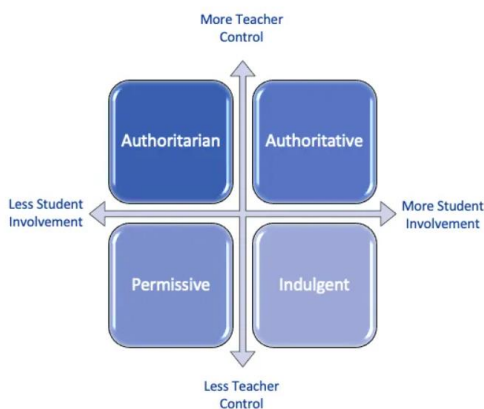 More Teacher
Control
Authoritarian
Authoritative
Less Student
Involvement
More Student
Involvement
Permissive
Indulgent
Less Teacher
Control